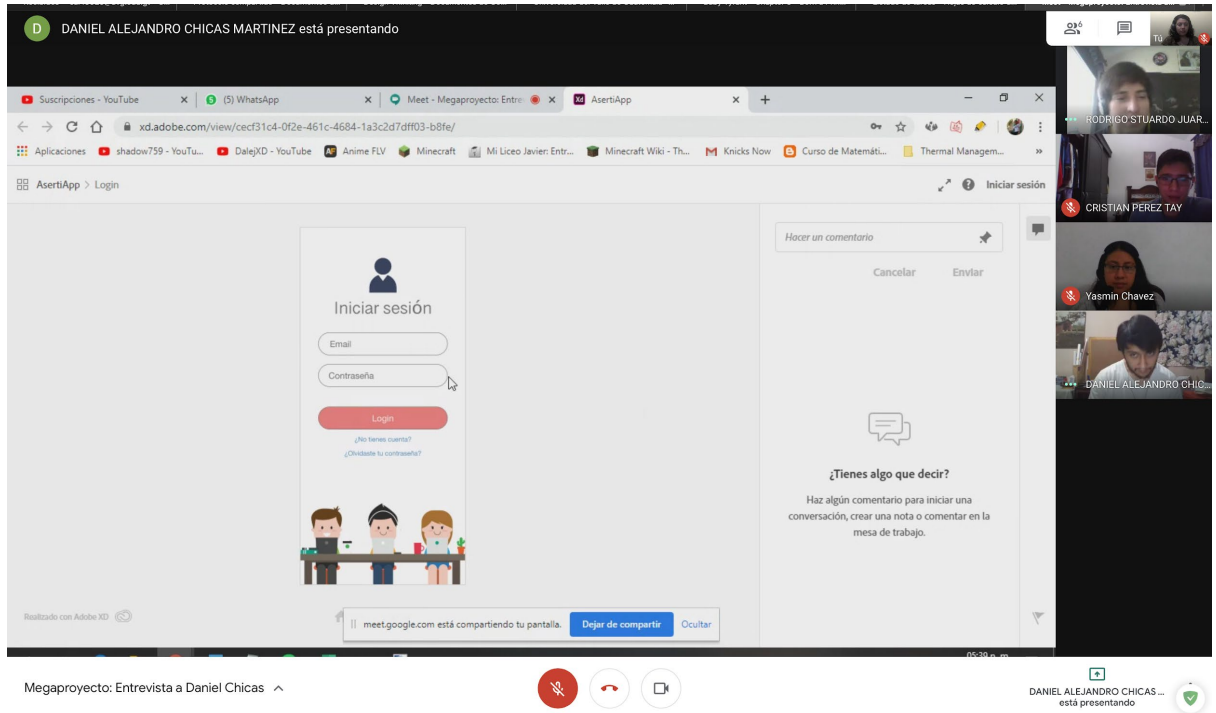 D DANIEL ALEJANDRO CHICAS MARTINEZ está presentando
6
Tú
Suscripciones - YouTube
(5) WhatsApp
Meet - Megaproyecto: Entre
Xd AsertiApp
xd.adobe.com/view/cecf31c4-0f2e-461c-4684-1a3c2d7dff03-b8fe/
Aplicaciones
shadow759 - YouTu...
DalejXD - YouTube
Anime FLV
Minecraft
Mi Liceo Javier: Entr...
Minecraft Wiki - Th...
Knicks Now
Curso de Matemáti...
Thermal Managem...
»
AsertiApp > Login
Iniciar sesión
Iniciar sesión
Email
Contraseña
Login
¿No tienes cuenta?
¿Olvidaste tu contraseña?
Hacer un comentario
Cancelar Enviar
¿Tienes algo que decir?
Haz algún comentario para iniciar una
conversación, crear una nota o comentar en la
mesa de trabajo.
Realizado con Adobe XD
meet.google.com está compartiendo tu pantalla.
Dejar de compartir
Ocultar
RODRIGO STUARDO JUAR...
CRISTIAN PEREZ TAY
Yasmin Chavez
DANIEL ALEJANDRO CHIC...
Megaproyecto: Entrevista a Daniel Chicas
DANIEL ALEJANDRO CHICAS ...
está presentando